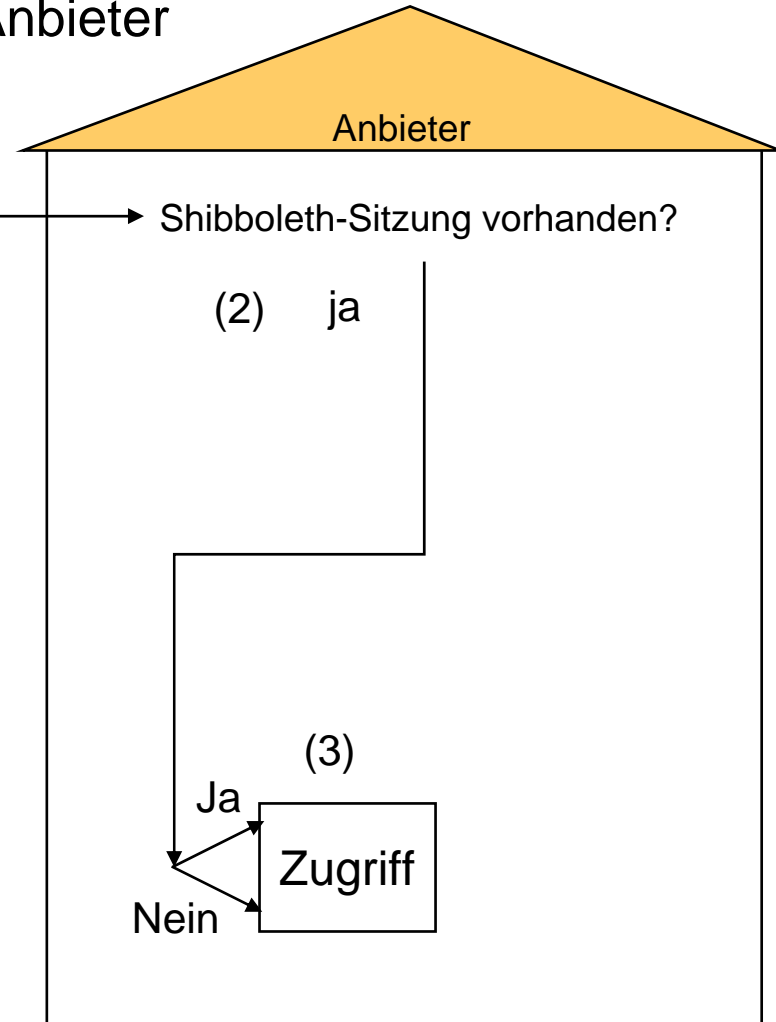 Anbieter
Anbieter
Shibboleth-Sitzung vorhanden?
(2) ja
(3)
Ja
Zugriff
Nein